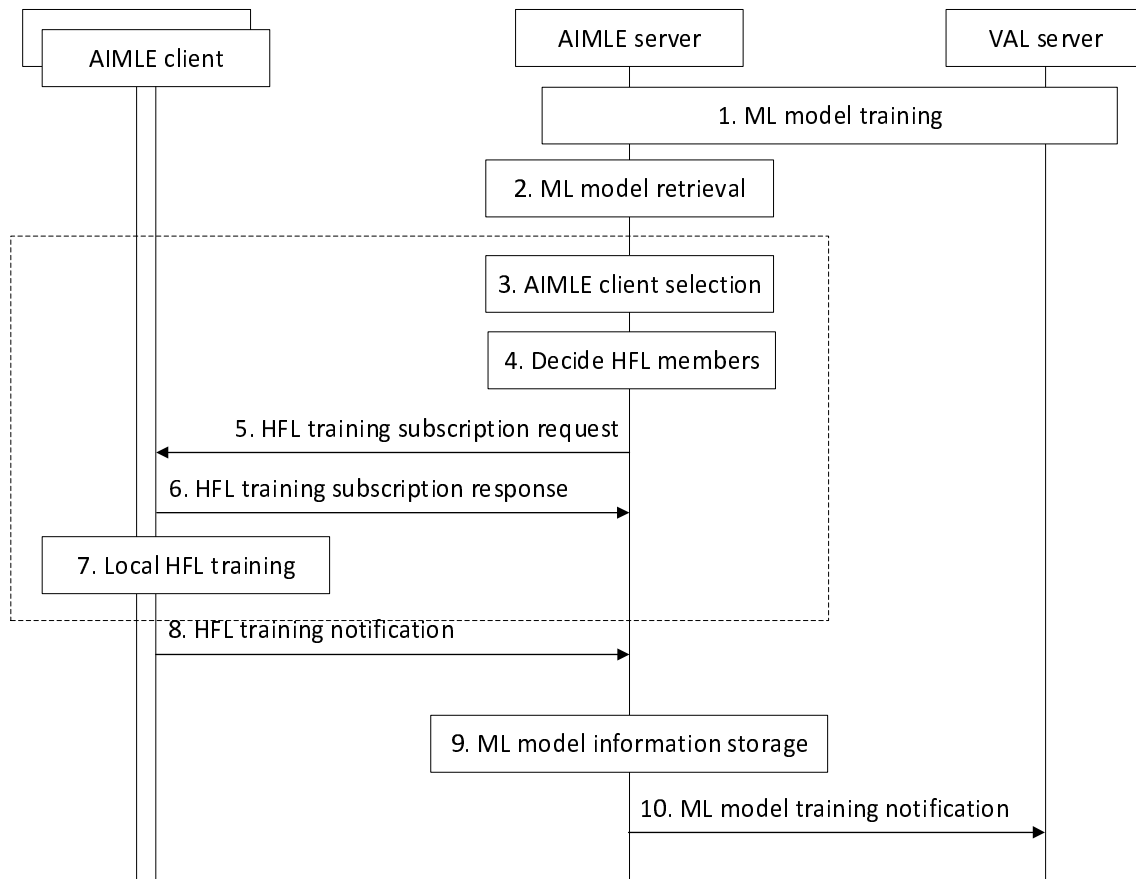 AIMLE client
AIMLE server
VAL server
1. ML model training
2. ML model retrieval
3. AIMLE client selection
4. Decide HFL members
5. HFL training subscription request
6. HFL training subscription response
7. Local HFL training
8. HFL training notification
9. ML model information storage
10. ML model training notification